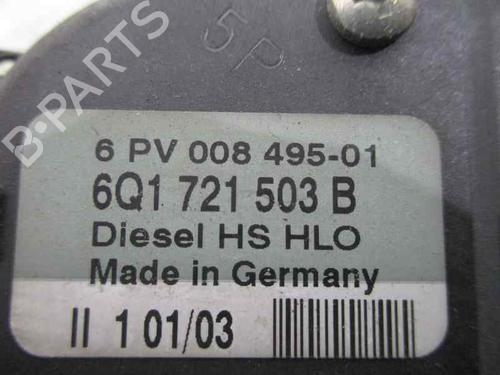 5P
B-PARTS
6 PV 008 495-01
6Q1 721 503 B
Diesel HS HLO
Made in Germany
II 1 01/03